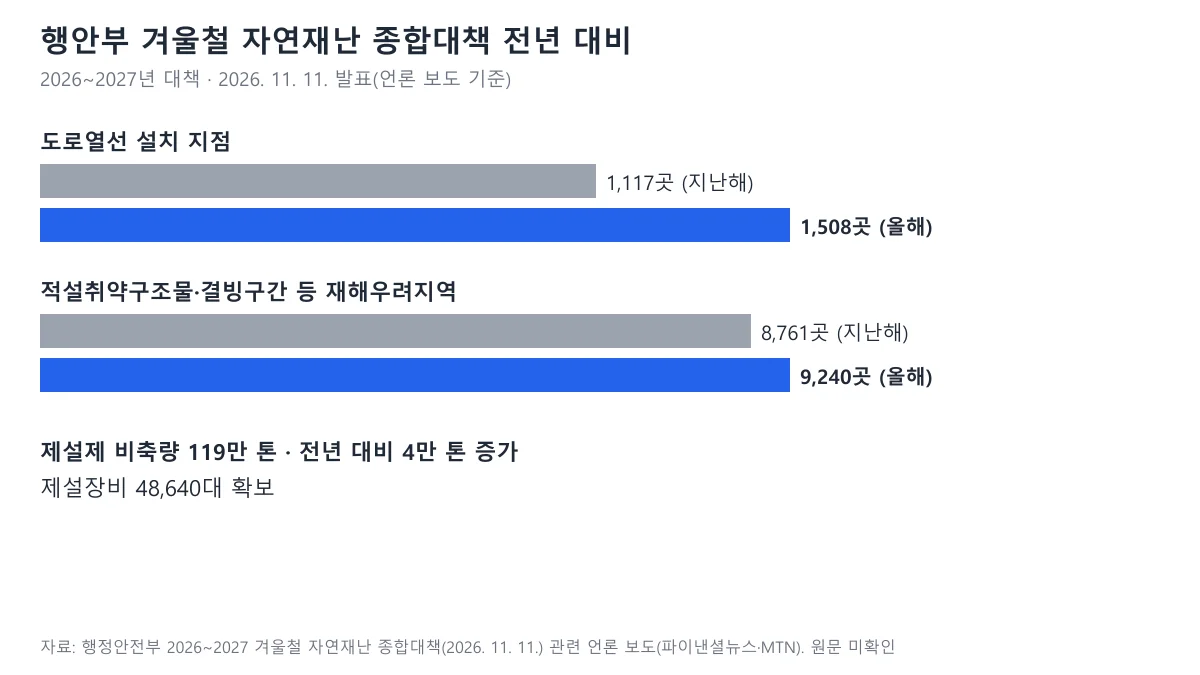 행안부 겨울철 자연재난 종합대책 전년 대비
2026~2027년 대책 · 2026. 11. 11. 발표(언론 보도 기준)
도로열선 설치 지점
1,117곳 (지난해)
1,508곳 (올해)
적설취약구조물·결빙구간 등 재해우려지역
8,761곳 (지난해)
9,240곳 (올해)
제설제 비축량 119만 톤 · 전년 대비 4만 톤 증가
제설장비 48,640대 확보
자료: 행정안전부 2026~2027 겨울철 자연재난 종합대책(2026. 11. 11.) 관련 언론 보도(파이낸셜뉴스·MTN). 원문 미확인